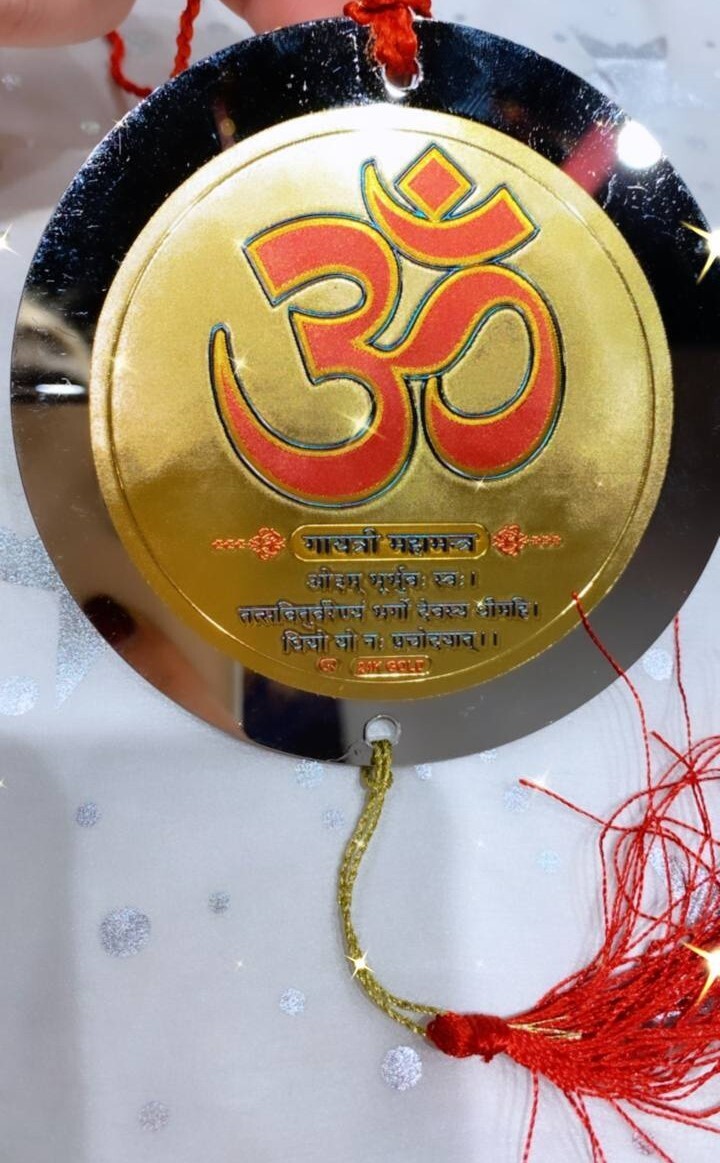 ॐ
गायत्री महामन्त्र
ओ३म् भूर्भुवः स्वः।
तत्सवितुर्वरेण्यं भर्गो देवस्य धीमहि।
धियो यो नः प्रचोदयात्।।
24K GOLD